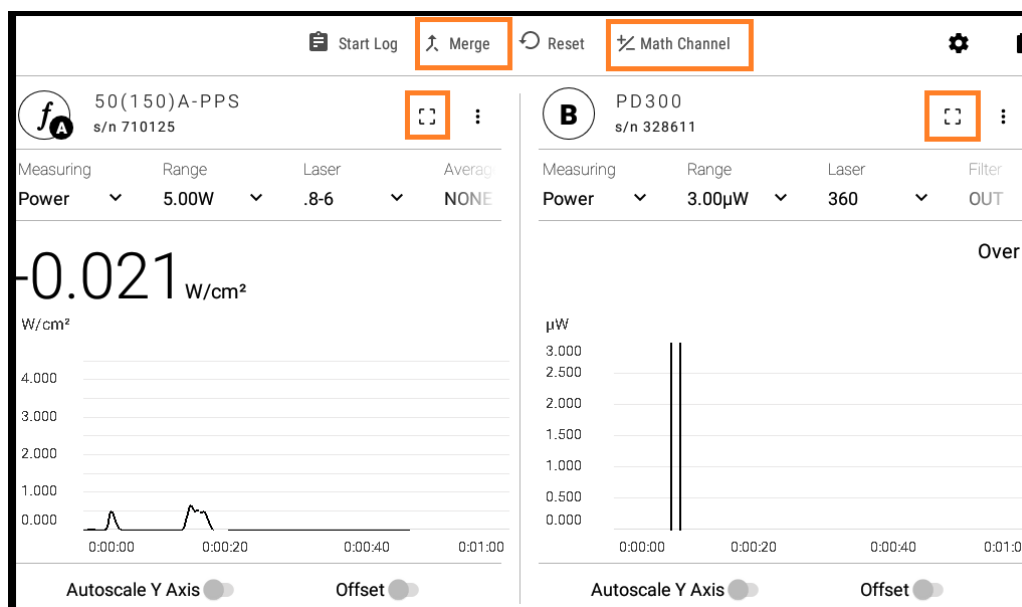 Start Log Merge Reset Math Channel
f A 50(150)A-PPS
s/n 710125
Measuring Range Laser Averag
Power 5.00W .8-6 NONE
-0.021 W/cm²
W/cm²
4.000
3.000
2.000
1.000
0.000
0:00:00 0:00:20 0:00:40 0:01:00
Autoscale Y Axis Offset
B PD300
s/n 328611
Measuring Range Laser Filter
Power 3.00µW 360 OUT
Over
µW
3.000
2.500
2.000
1.500
1.000
0.500
0.000
0:00:00 0:00:20 0:00:40 0:01:0
Autoscale Y Axis Offset